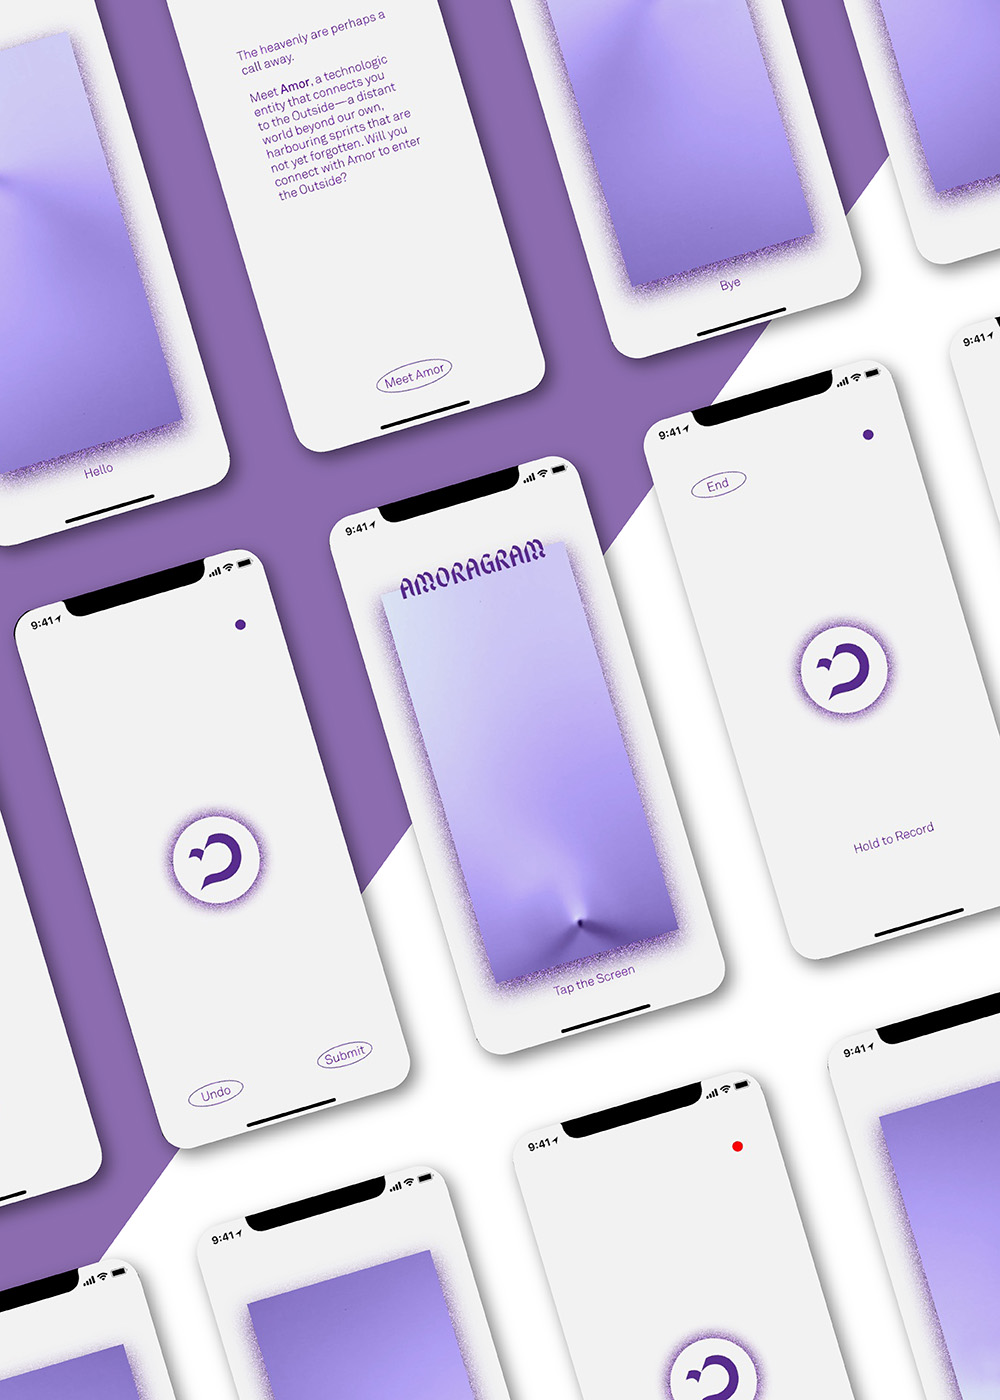 The heavenly are perhaps a
call away.
Meet Amor, a technologic
entity that connects you
to the Outside—a distant
world beyond our own,
harbouring sprirts that are
not yet forgotten. Will you
connect with Amor to enter
the Outside?
Meet Amor
Hello
Bye
9:41
9:41
End
Hold to Record
9:41
AMORAGRAM
Tap the Screen
9:41
Undo
Submit
9:41
9:41
9:41